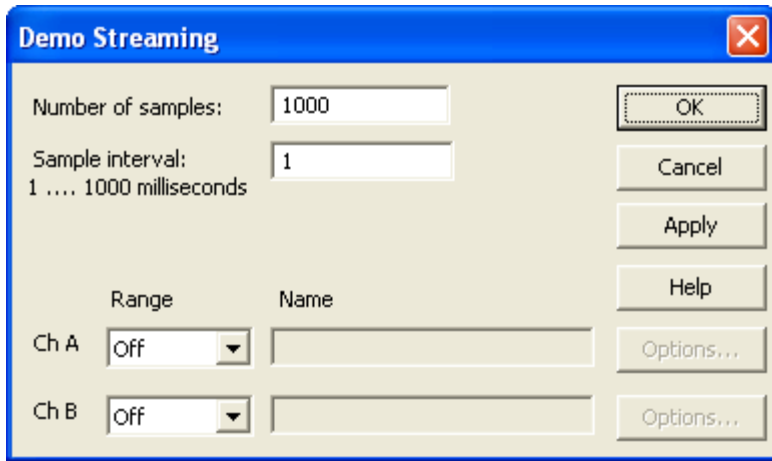 Demo Streaming
Number of samples: 1000 OK
Sample interval: 1
1 .... 1000 milliseconds Cancel
Apply
Help
Range Name
Ch A Off Options...
Ch B Off Options...